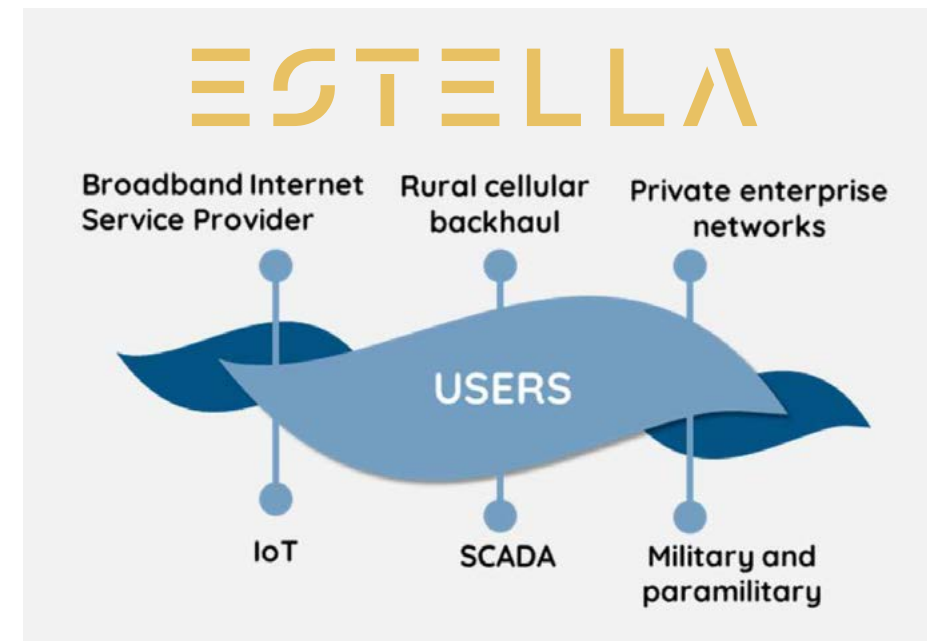 ESTELLA
Broadband Internet
Service Provider
Rural cellular
backhaul
Private enterprise
networks
USERS
IoT
SCADA
Military and
paramilitary